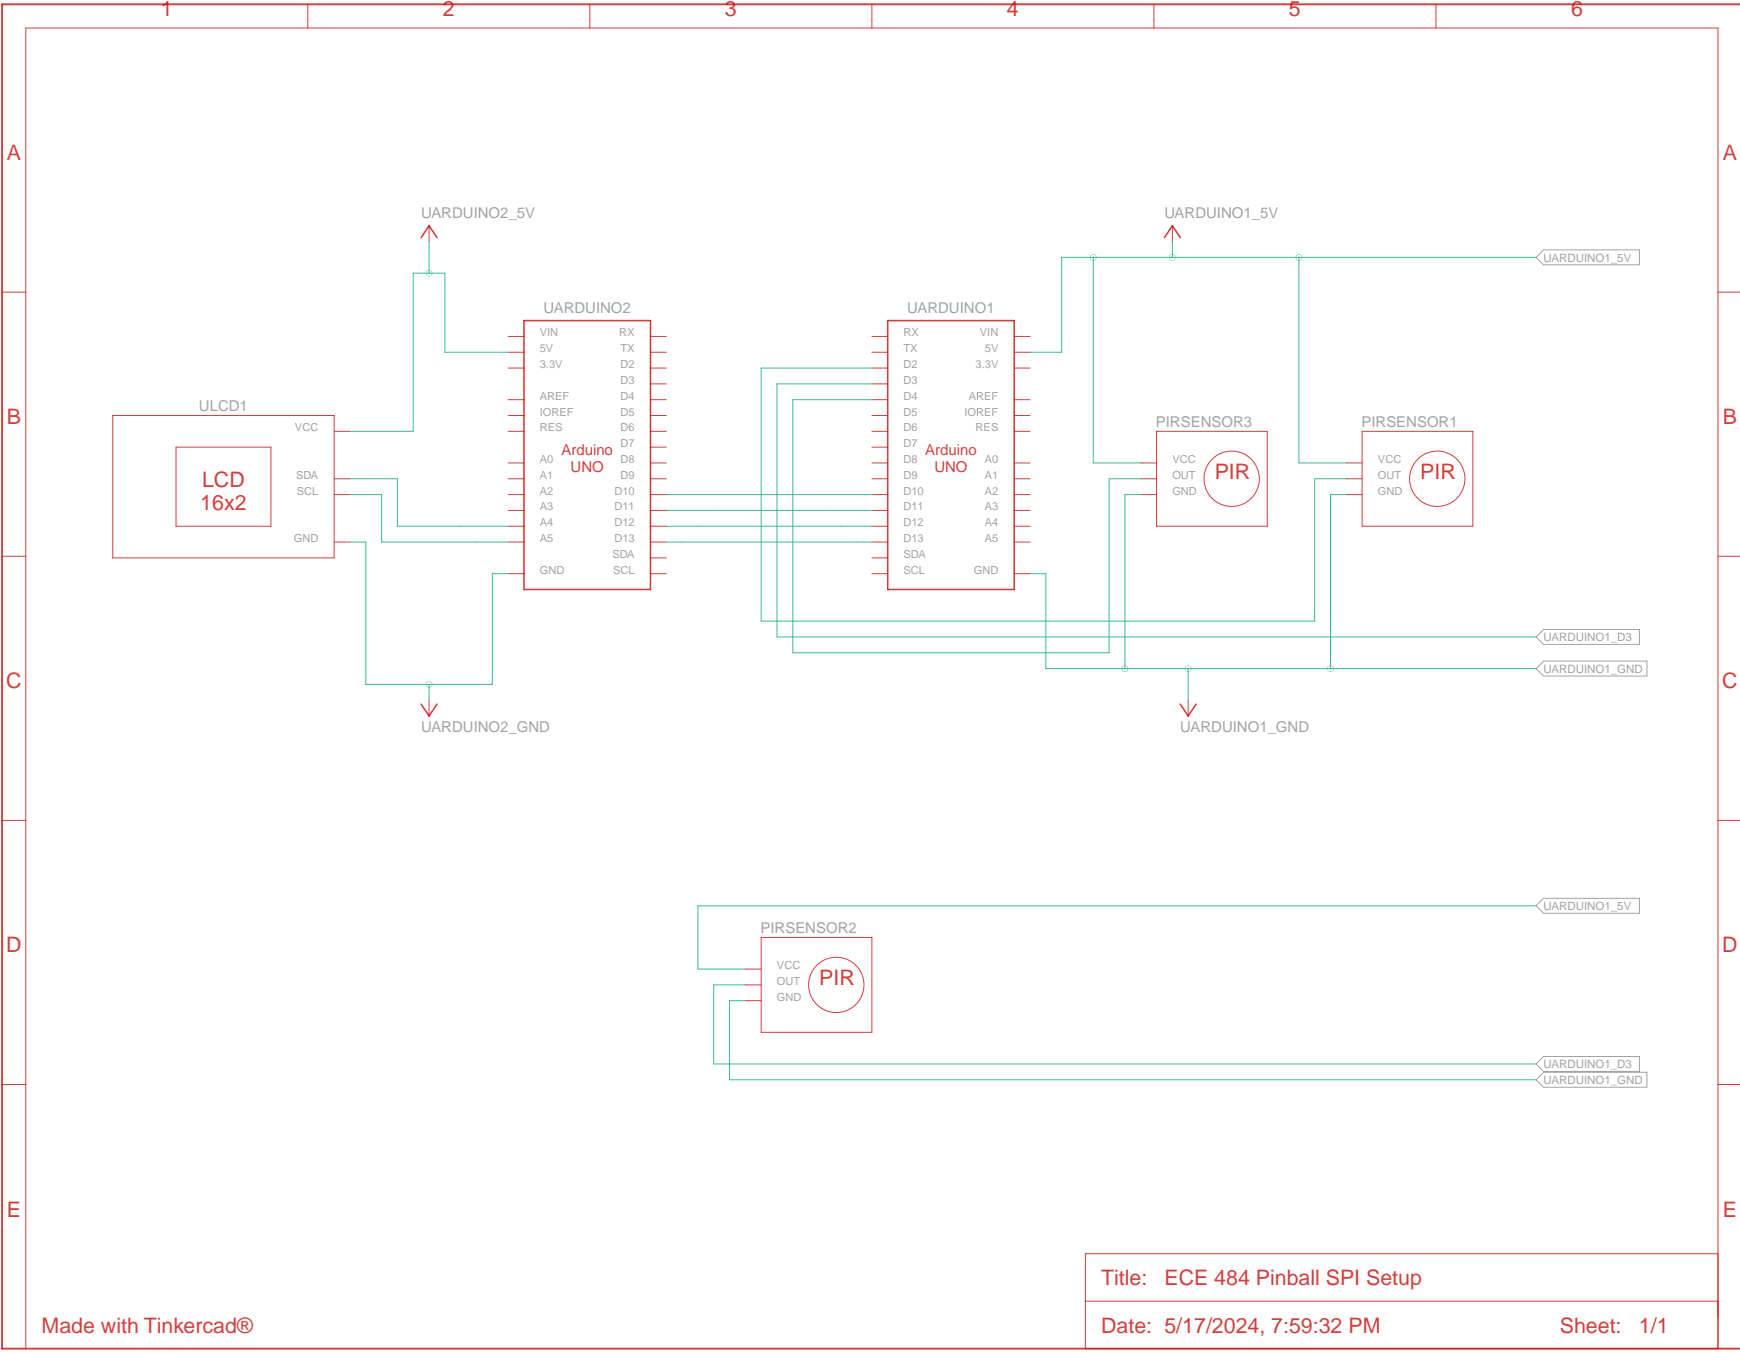 1 2 3 4 5 6
A A
UARDUINO2_5V
UARDUINO1_5V
UARDUINO1_5V
UARDUINO2
VIN RX
5V TX
3.3V D2
D3
AREF D4
IOREF D5
RES D6
D7
A0 D8
A1 D9
A2 D10
A3 D11
A4 D12
A5 D13
SDA
GND SCL
Arduino
UNO
UARDUINO1
RX VIN
TX 5V
D2 3.3V
D3
D4 AREF
D5 IOREF
D6 RES
D7
D8 A0
D9 A1
D10 A2
D11 A3
D12 A4
D13 A5
SDA
SCL GND
Arduino
UNO
B B
ULCD1
VCC
SDA
SCL
GND
LCD
16x2
PIRSENSOR3
VCC
OUT
GND
PIR
PIRSENSOR1
VCC
OUT
GND
PIR
UARDUINO1_D3
UARDUINO1_GND
C C
UARDUINO2_GND
UARDUINO1_GND
UARDUINO1_5V
D D
PIRSENSOR2
VCC
OUT
GND
PIR
UARDUINO1_D3
UARDUINO1_GND
E E
Title: ECE 484 Pinball SPI Setup
Made with Tinkercad®
Date: 5/17/2024, 7:59:32 PM Sheet: 1/1